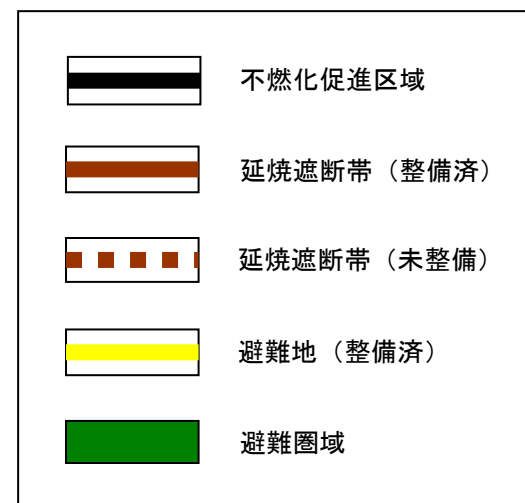 不燃化促進区域
延焼遮断帯（整備済）
延焼遮断帯（未整備）
避難地（整備済）
避難圏域